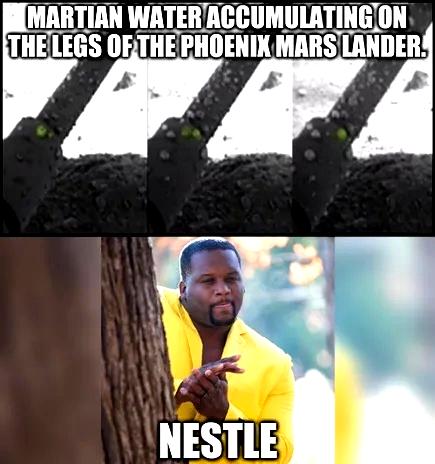 MARTIAN WATER ACCUMULATING ON
THE LEGS OF THE PHOENIX MARS LANDER.
NESTLE